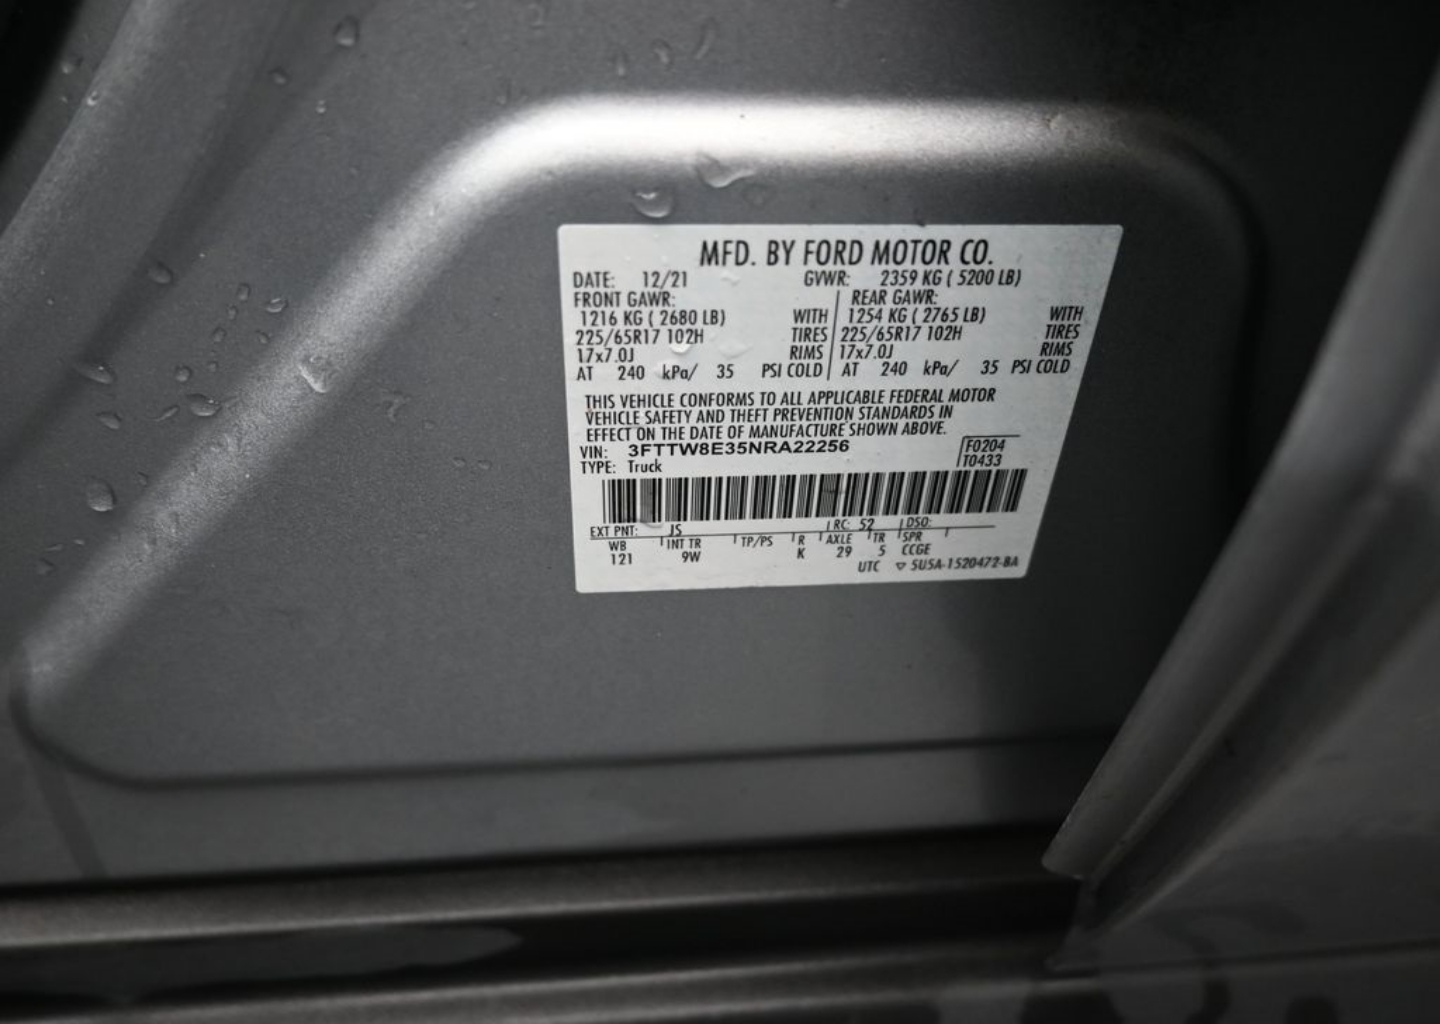 MFD. BY FORD MOTOR CO.
DATE: 12/21 GVWR: 2359 KG ( 5200 LB)
FRONT GAWR: REAR GAWR:
1216 KG ( 2680 LB) WITH 1254 KG ( 2765 LB) WITH
225/65R17 102H TIRES 225/65R17 102H TIRES
17x7.0J RIMS 17x7.0J RIMS
AT 240 kPa/ 35 PSI COLD AT 240 kPa/ 35 PSI COLD
THIS VEHICLE CONFORMS TO ALL APPLICABLE FEDERAL MOTOR
VEHICLE SAFETY AND THEFT PREVENTION STANDARDS IN
EFFECT ON THE DATE OF MANUFACTURE SHOWN ABOVE.
VIN: 3FTTW8E35NRA22256 F0204
TYPE: Truck T0433
EXT PNT: JS RC: 52 DSO:
WB INT TR TP/PS R AXLE TR SPR
121 9W K 29 5 CCGE
UTC ▽ 5U5A-1520472-BA